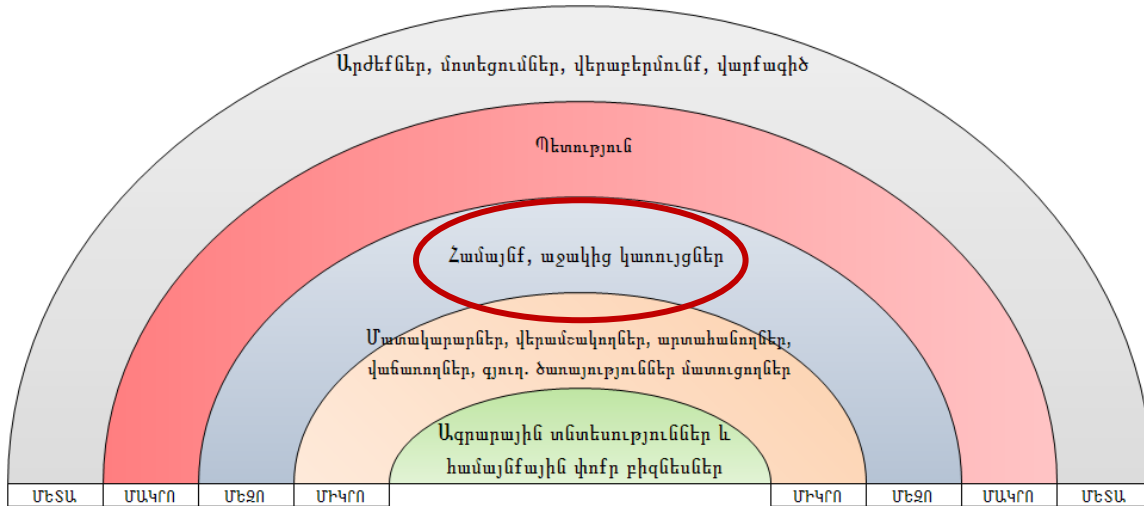 Արժեքներ, մոտեցումներ, վերաբերմունք, վարքագիծ
Պետություն
Համայնք, աջակից կառույցներ
Մատակարարներ, վերամշակողներ, արտահանողներ,
վաճառողներ, գյուղ. ծառայություններ մատուցողներ
Ագրարային տնտեսություններ և
համայնքային փոքր բիզնեսներ
ՄԵՏԱ ՄԱԿՐՈ ՄԵԶՈ ՄԻԿՐՈ ՄԻԿՐՈ ՄԵԶՈ ՄԱԿՐՈ ՄԵՏԱ